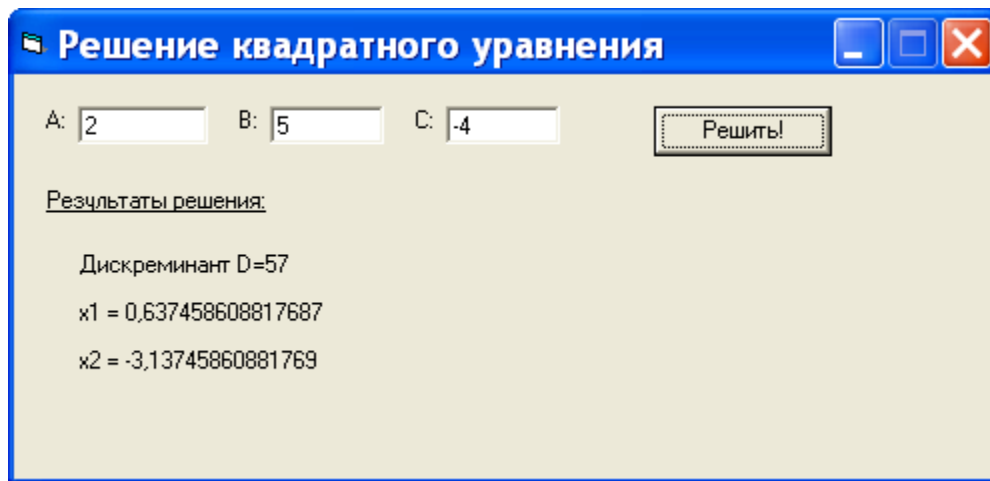 Решение квадратного уравнения
A: 2 B: 5 C: -4 Решить!
Результаты решения:
Дискреминант D=57
x1 = 0,637458608817687
x2 = -3,13745860881769